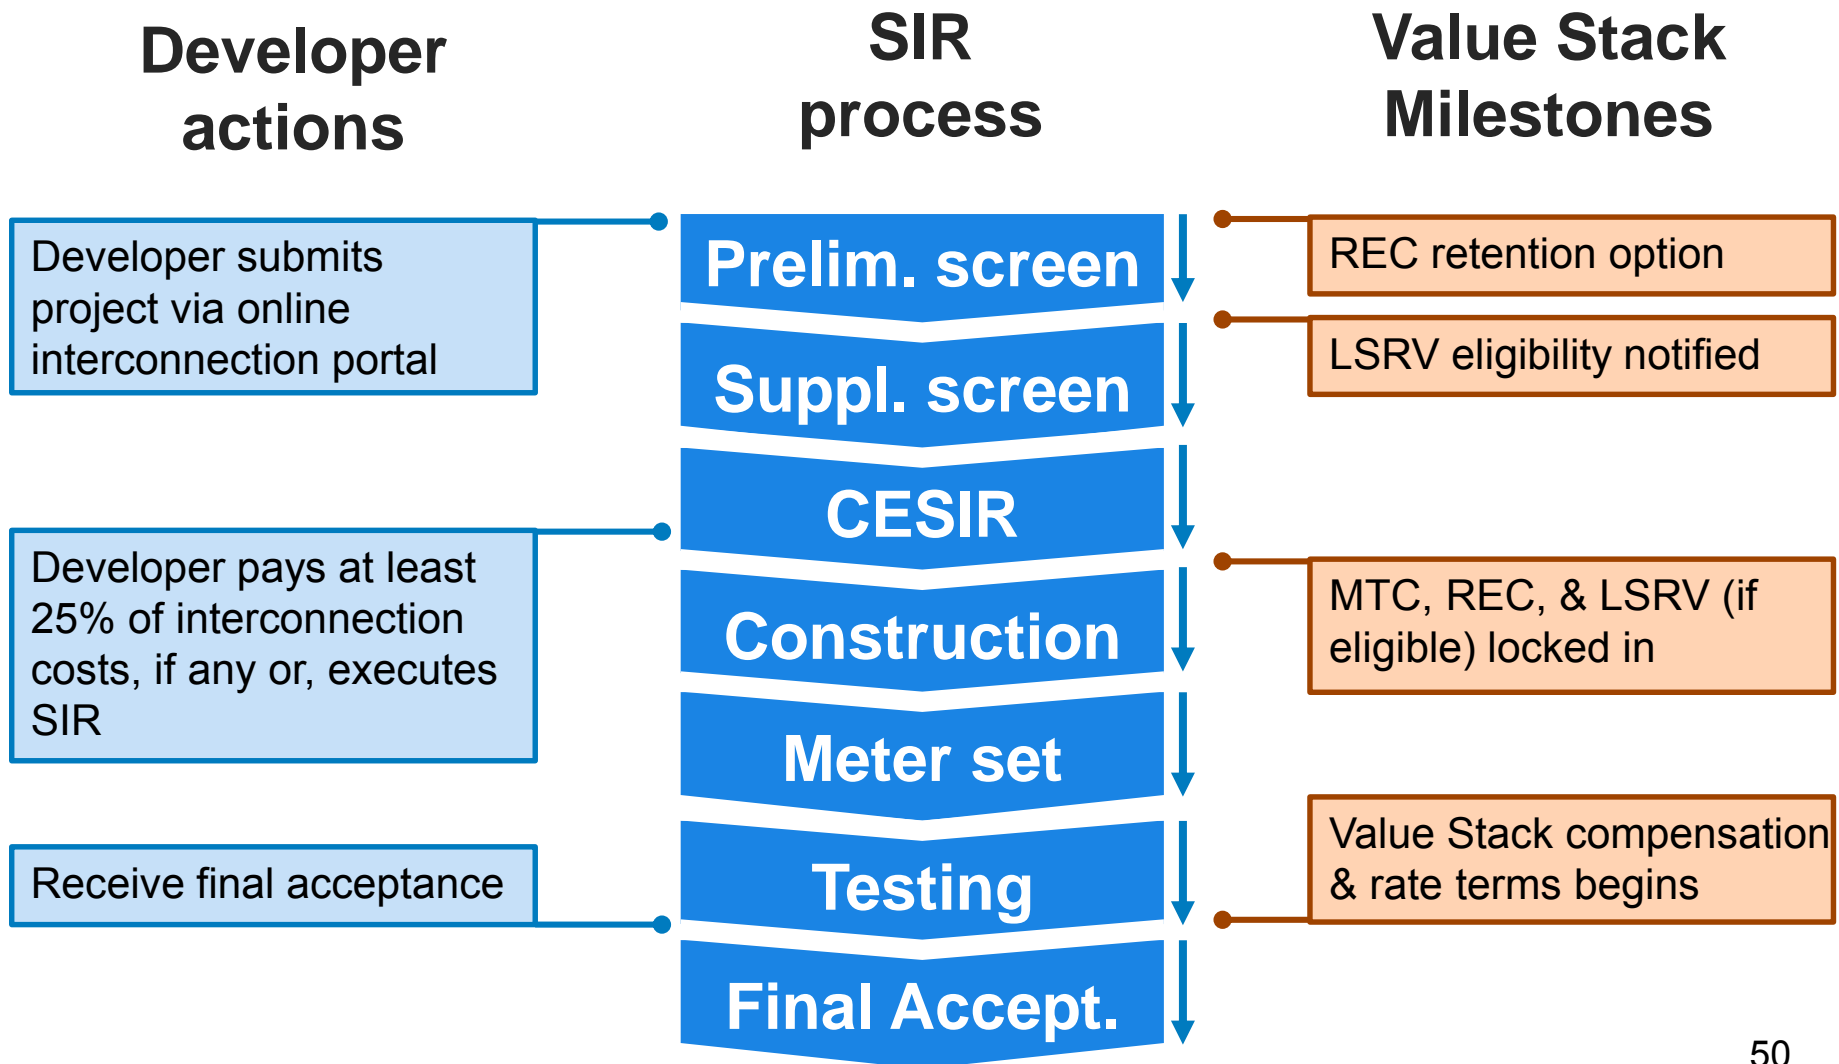 Developer
actions
SIR
process
Value Stack
Milestones
Developer submits
project via online
interconnection portal
Developer pays at least
25% of interconnection
costs, if any or, executes
SIR
Receive final acceptance
Prelim. screen
Suppl. screen
CESIR
Construction
Meter set
Testing
Final Accept.
REC retention option
LSRV eligibility notified
MTC, REC, & LSRV (if
eligible) locked in
Value Stack compensation
& rate terms begins
50